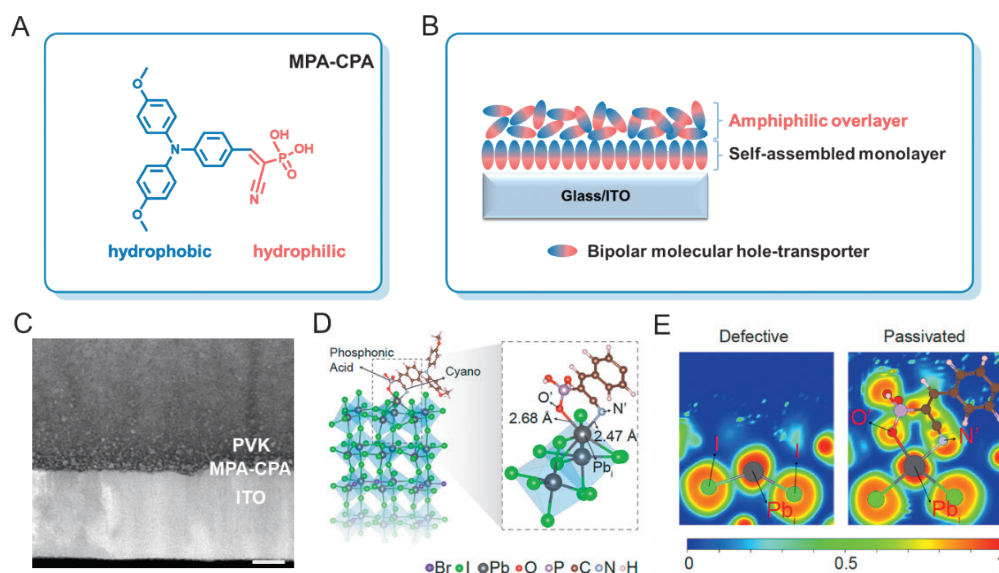 A
MPA-CPA
O
O
N
OH
P
OH
O
N
hydrophobic
hydrophilic
B
Amphiphilic overlayer
Self-assembled monolayer
Glass/ITO
Bipolar molecular hole-transporter
C
PVK
MPA-CPA
ITO
D
Phosphonic
Acid
Cyano
O'
N'
2.68 Å
2.47 Å
Pbi
Br I Pb O P C N H
E
Defective
Passivated
I
I
Pb
O'
N'
Pb
0
0.5